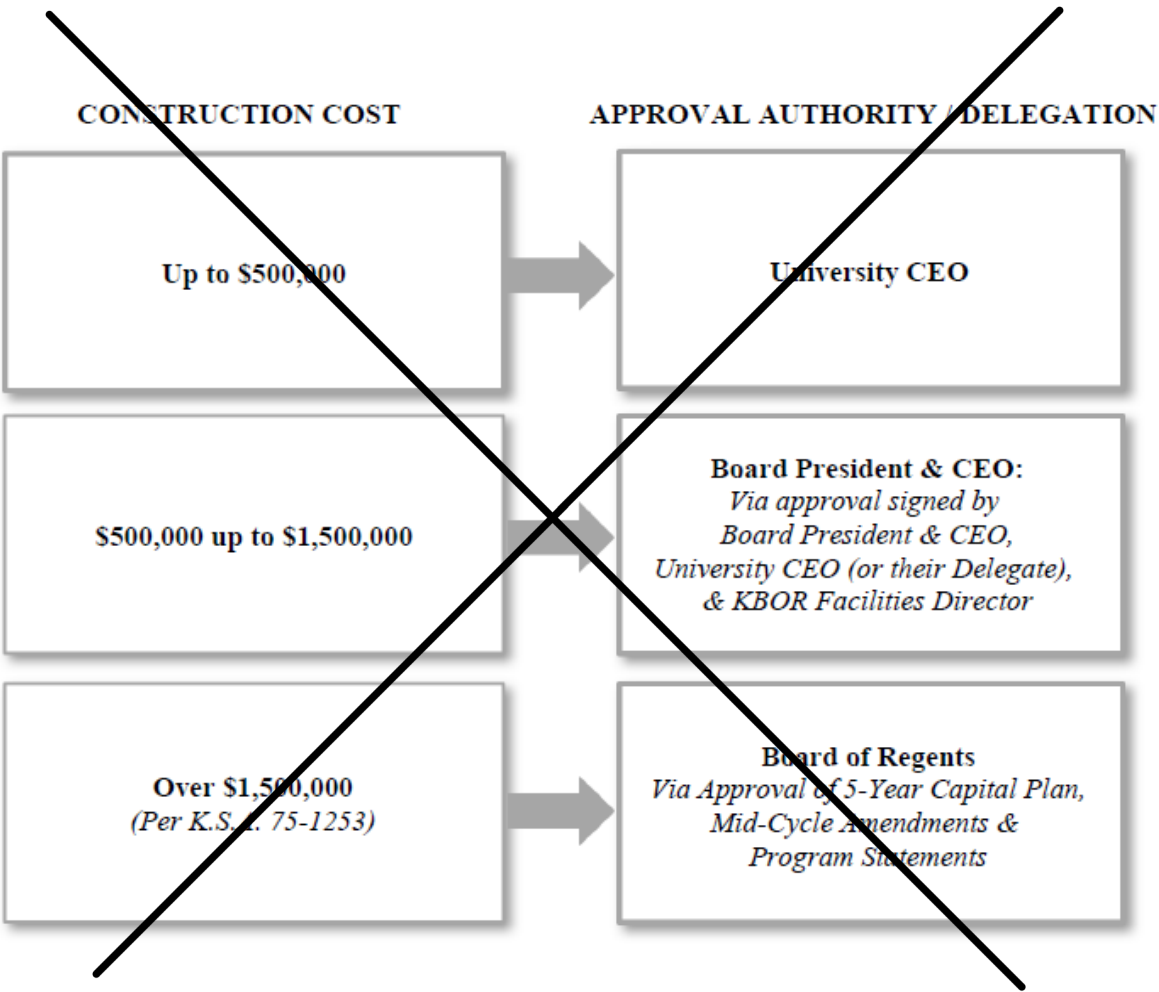 CONSTRUCTION COST
APPROVAL AUTHORITY / DELEGATION
Up to $500,000
University CEO
$500,000 up to $1,500,000
Board President & CEO:
Via approval signed by
Board President & CEO,
University CEO (or their Delegate),
& KBOR Facilities Director
Over $1,500,000
(Per K.S.A. 75-1253)
Board of Regents
Via Approval of 5-Year Capital Plan,
Mid-Cycle Amendments &
Program Statements